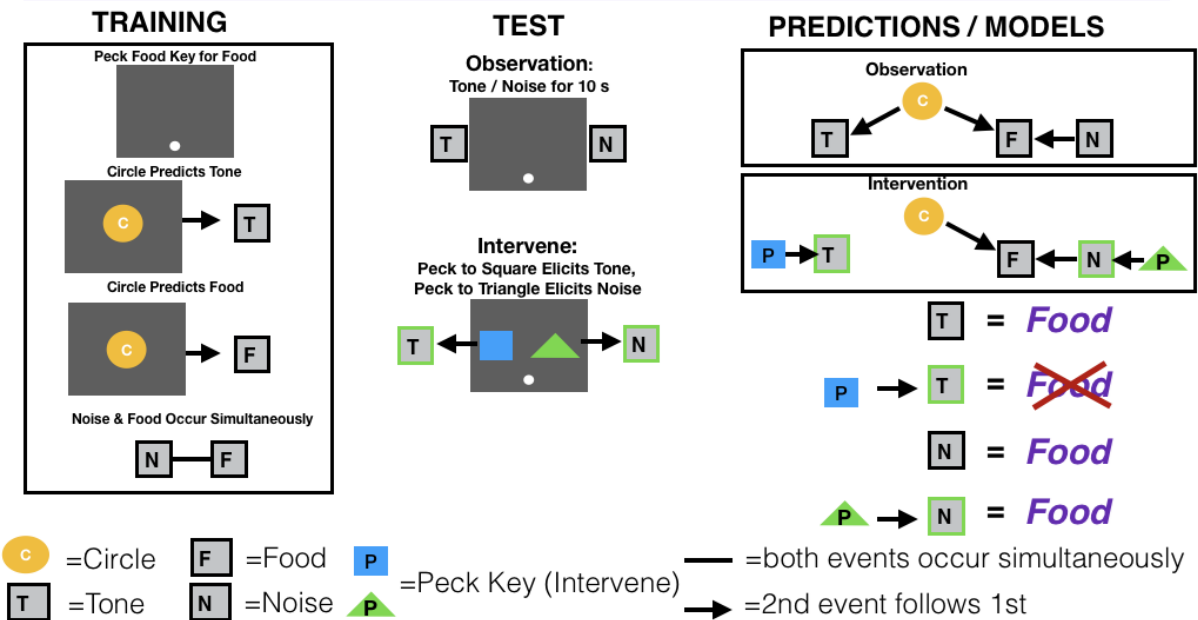 TRAINING
Peck Food Key for Food
Circle Predicts Tone
C
T
Circle Predicts Food
C
F
Noise & Food Occur Simultaneously
N
F
TEST
Observation:
Tone / Noise for 10 s
T
N
Intervene:
Peck to Square Elicits Tone,
Peck to Triangle Elicits Noise
T
N
PREDICTIONS / MODELS
Observation
C
T
F
N
Intervention
C
P
T
F
N
P
T = Food
P T = Food
N = Food
P N = Food
C =Circle
F =Food
T =Tone
N =Noise
P
P
=Peck Key (Intervene)
=both events occur simultaneously
=2nd event follows 1st